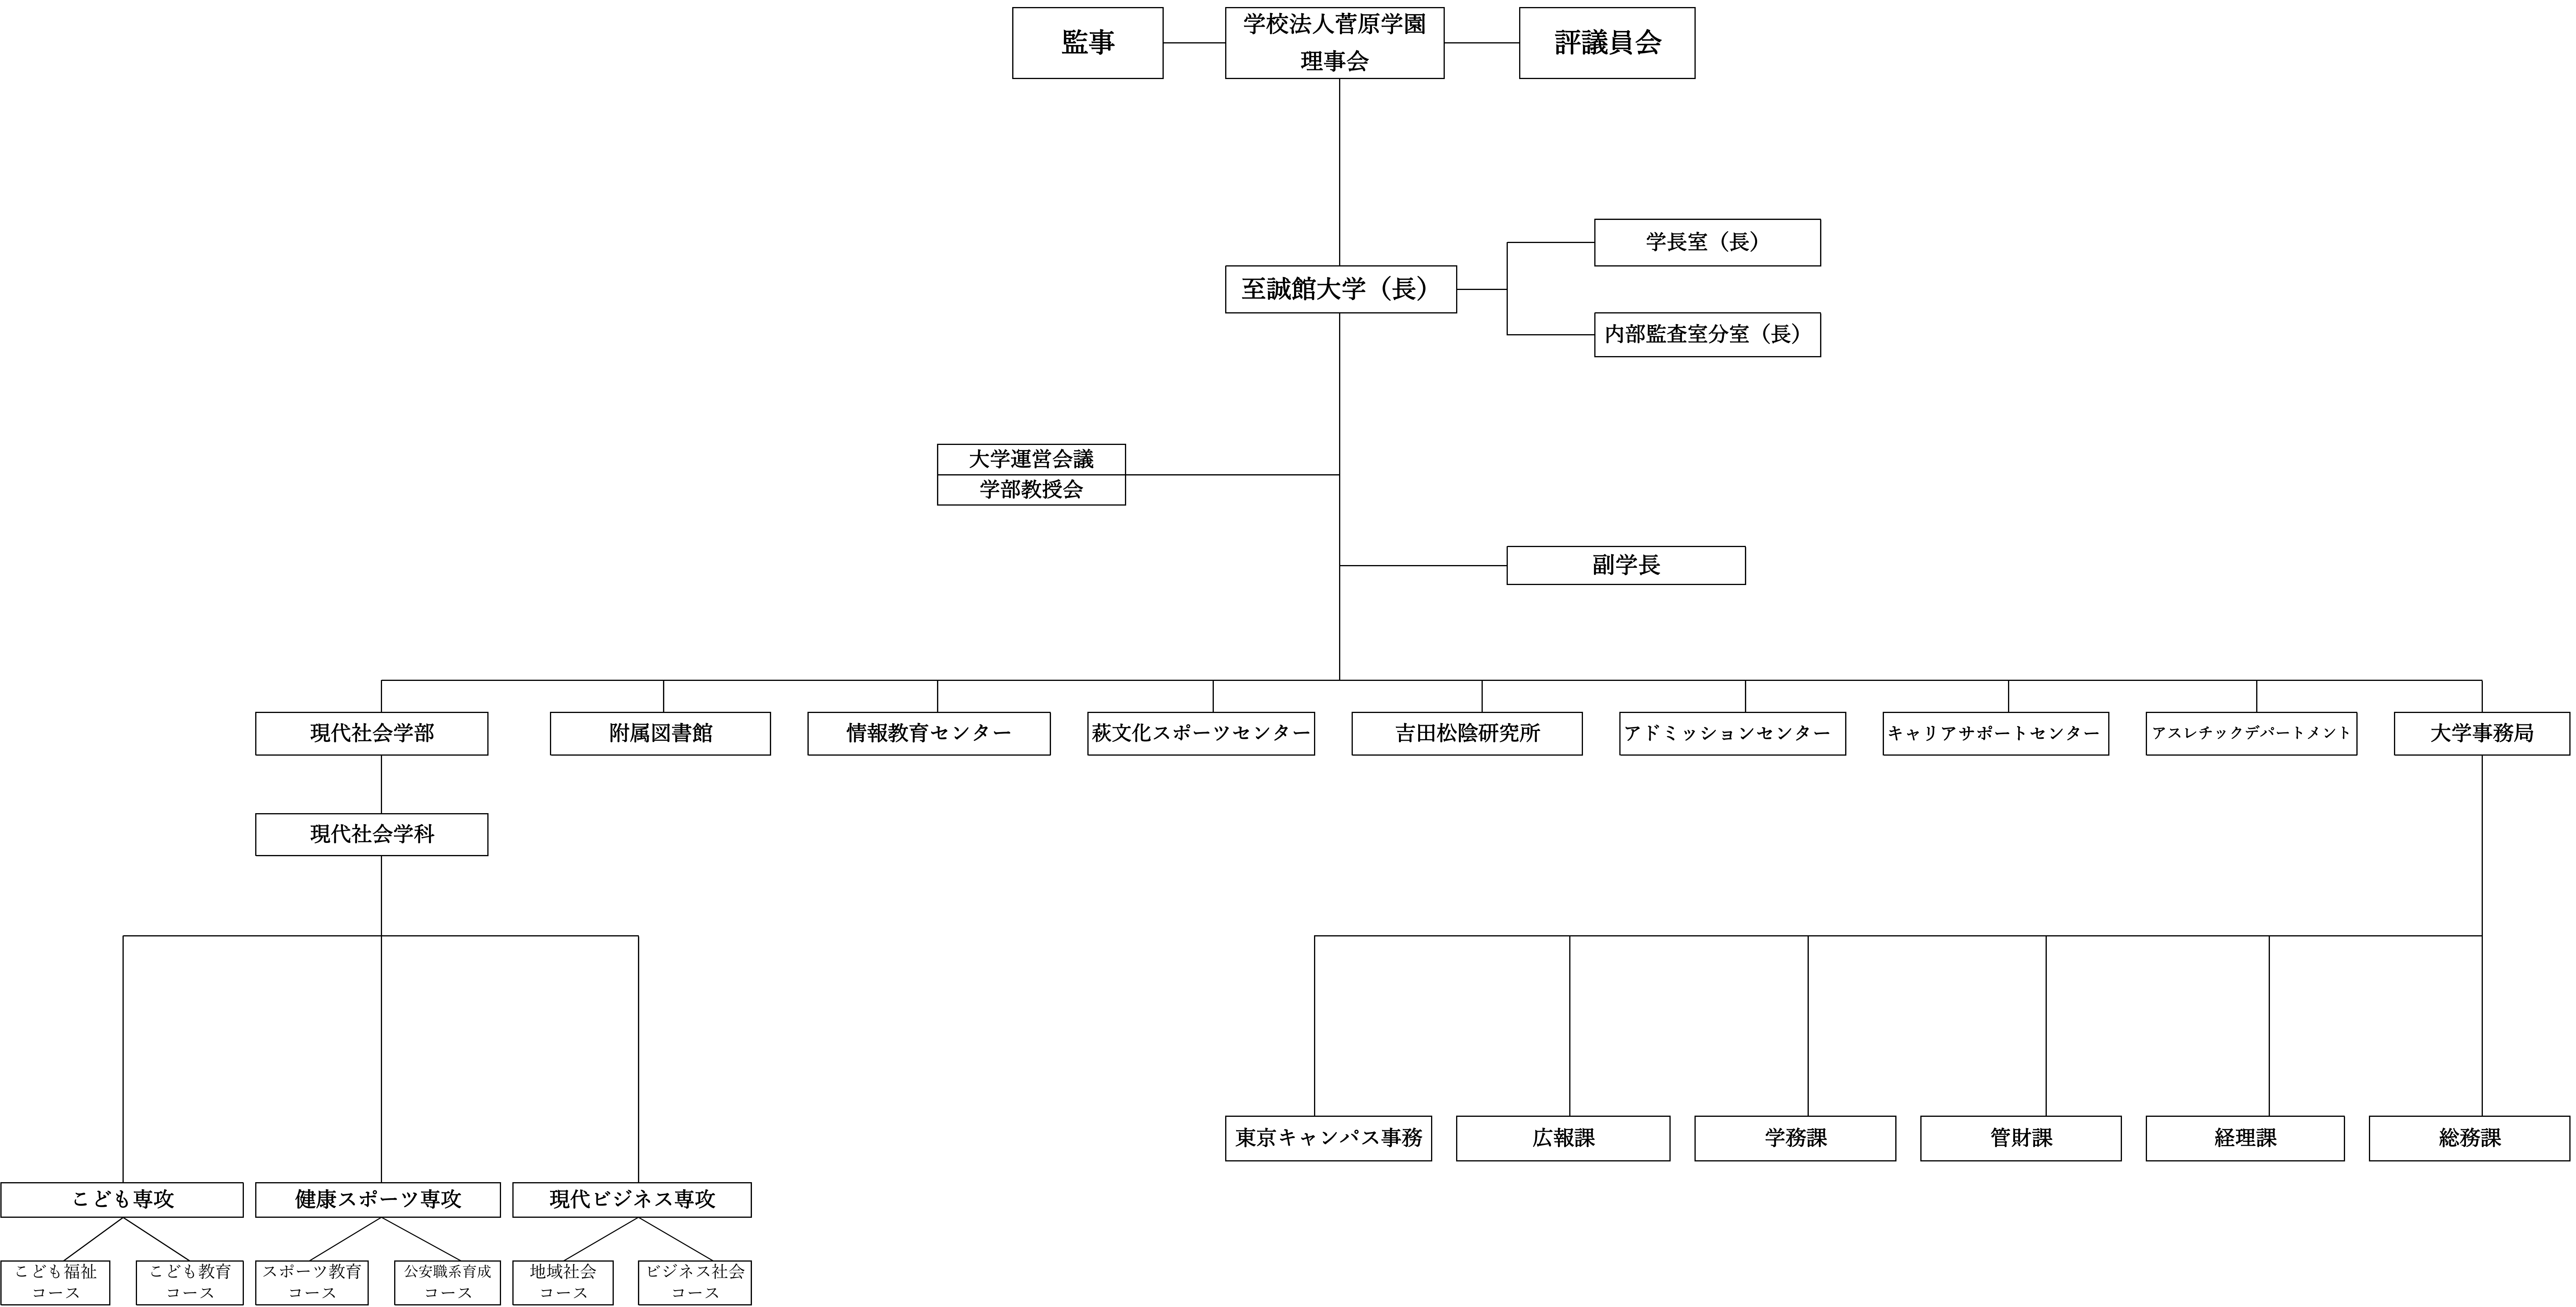 監事
学校法人菅原学園
理事会
評議員会
学長室（長）
至誠館大学（長）
内部監査室分室（長）
大学運営会議
学部教授会
副学長
現代社会学部
附属図書館
情報教育センター
萩文化スポーツセンター
吉田松陰研究所
アドミッションセンター
キャリアサポートセンター
アスレチックデパートメント
大学事務局
現代社会学科
東京キャンパス事務
広報課
学務課
管財課
経理課
総務課
こども専攻
健康スポーツ専攻
現代ビジネス専攻
こども福祉
コース
こども教育
コース
スポーツ教育
コース
公安職系育成
コース
地域社会
コース
ビジネス社会
コース